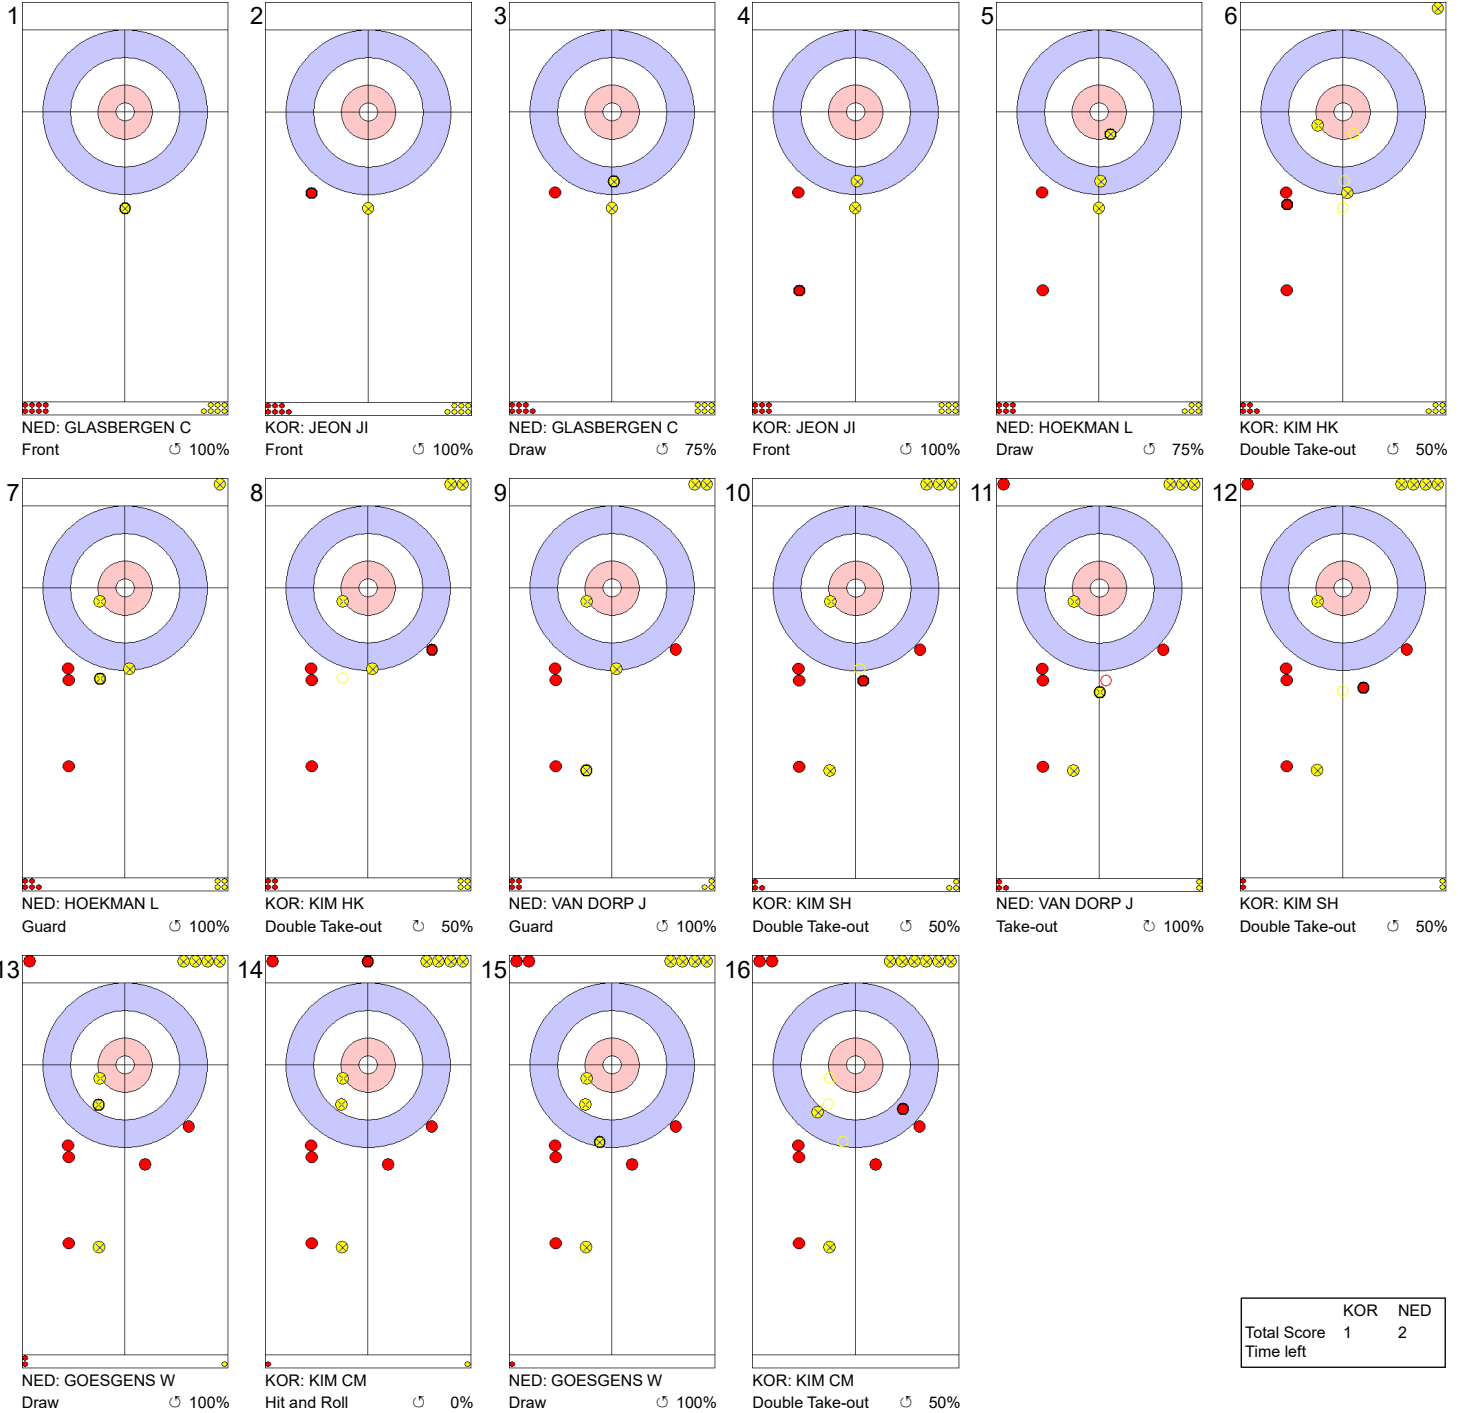 1 2 3 4 5 6
NED: GLASBERGEN C KOR: JEON JI NED: GLASBERGEN C KOR: JEON JI NED: HOEKMAN L KOR: KIM HK
Front ↺ 100% Front ↺ 100% Draw ↺ 75% Front ↺ 100% Draw ↺ 75% Double Take-out ↺ 50%
7 8 9 10 11 12
NED: HOEKMAN L KOR: KIM HK NED: VAN DORP J KOR: KIM SH NED: VAN DORP J KOR: KIM SH
Guard ↺ 100% Double Take-out ↻ 50% Guard ↺ 100% Double Take-out ↺ 50% Take-out ↻ 100% Double Take-out ↺ 50%
13 14 15 16
KOR NED
Total Score 1 2
Time left
NED: GOESGENS W KOR: KIM CM NED: GOESGENS W KOR: KIM CM
Draw ↺ 100% Hit and Roll ↺ 0% Draw ↺ 100% Double Take-out ↺ 50%